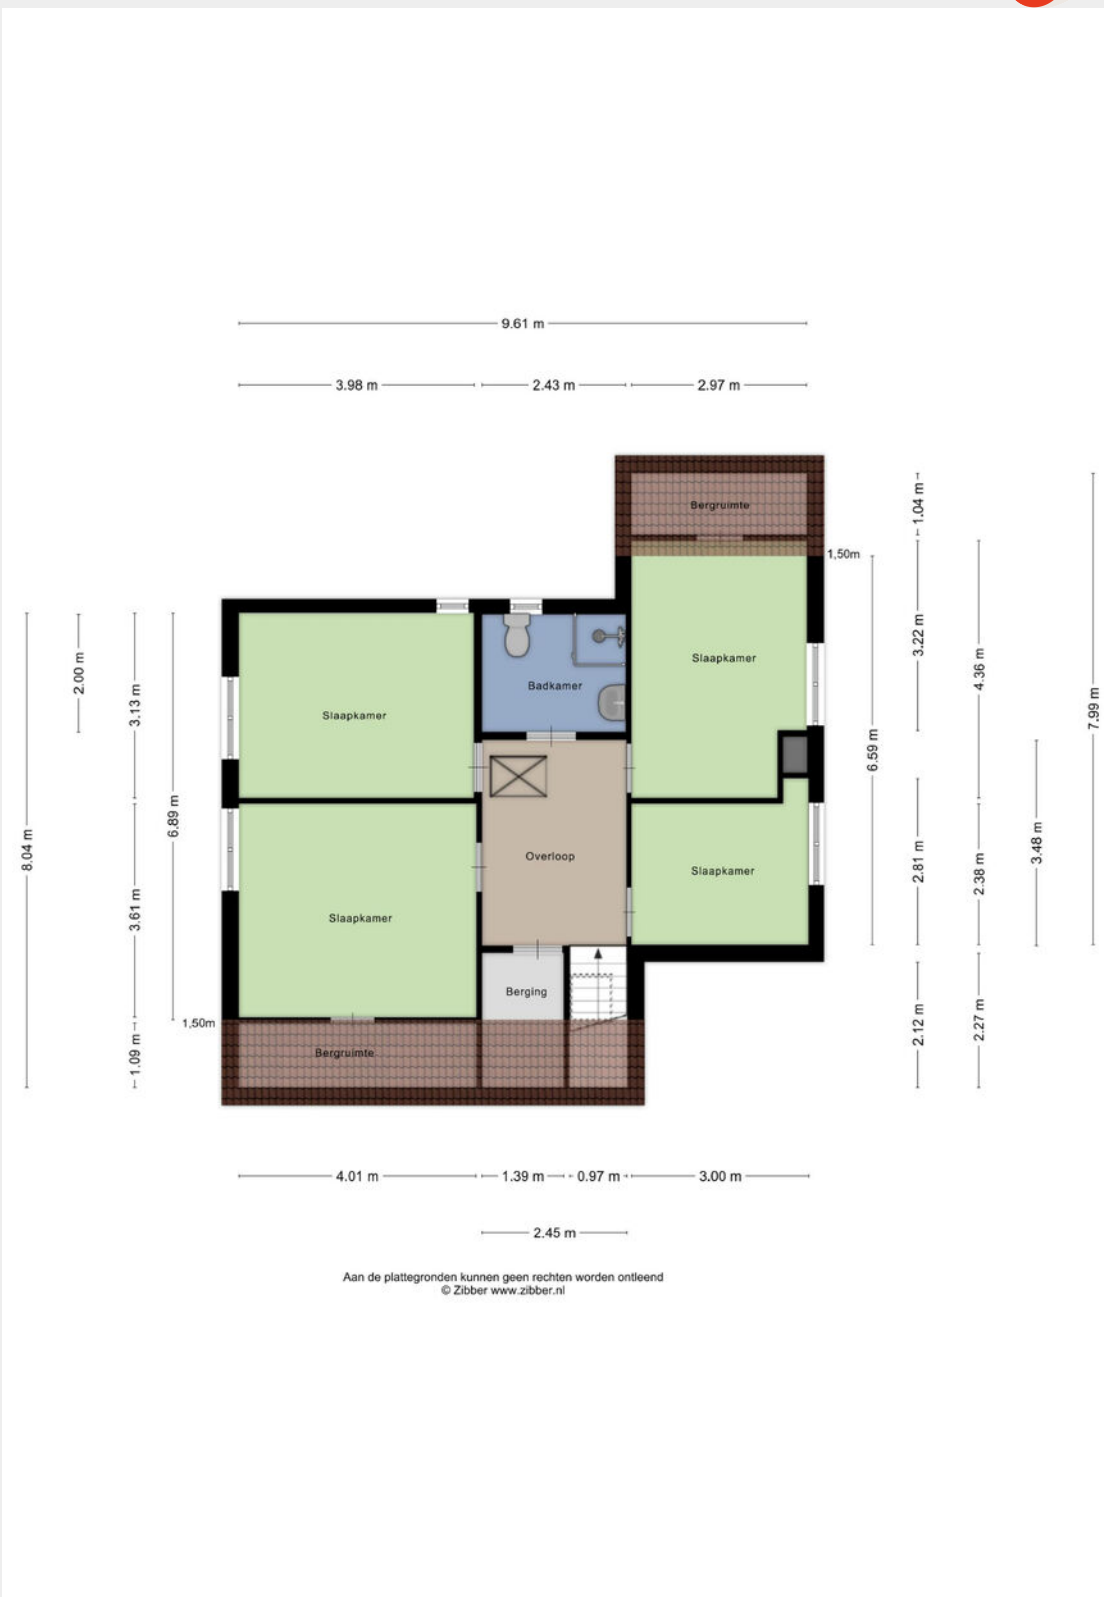 9.61 m
3.98 m
2.43 m
2.97 m
Bergruimte
1.04 m
1,50m
Slaapkamer
3.22 m
4.36 m
7.99 m
6.59 m
2.00 m
3.13 m
Slaapkamer
Badkamer
8.04 m
6.89 m
3.61 m
Slaapkamer
Overloop
Slaapkamer
2.81 m
2.38 m
3.48 m
Berging
1,50m
1.09 m
Bergruimte
2.12 m
2.27 m
4.01 m
1.39 m
0.97 m
3.00 m
2.45 m
Aan de plattegronden kunnen geen rechten worden ontleend
© Zibber www.zibber.nl